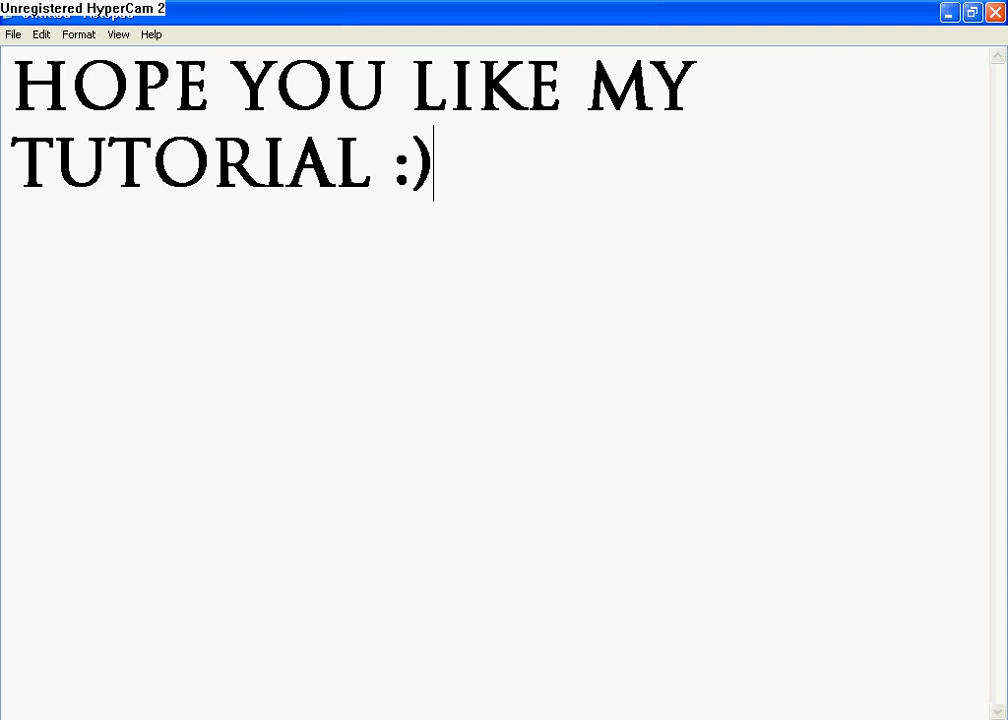 Unregistered HyperCam 2
File Edit Format View Help
HOPE YOU LIKE MY
TUTORIAL :)